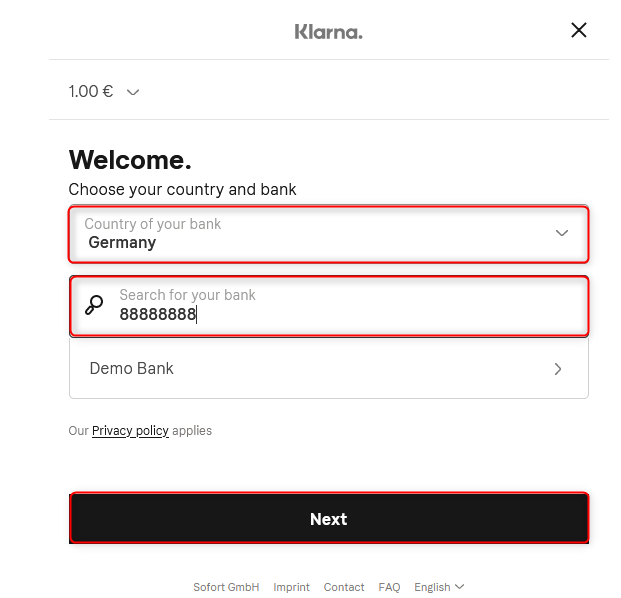 Klarna.
1.00 €
Welcome.
Choose your country and bank
Country of your bank
Germany
Search for your bank
88888888
Demo Bank
Our Privacy policy applies
Next
Sofort GmbH Imprint Contact FAQ English